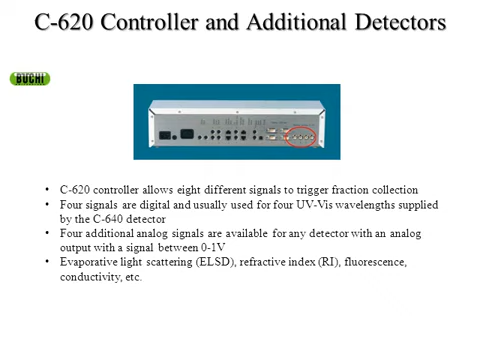 C-620 Controller and Additional Detectors
BUCHI
• C-620 controller allows eight different signals to trigger fraction collection
• Four signals are digital and usually used for four UV-Vis wavelengths supplied
by the C-640 detector
• Four additional analog signals are available for any detector with an analog
output with a signal between 0-1V
• Evaporative light scattering (ELSD), refractive index (RI), fluorescence,
conductivity, etc.